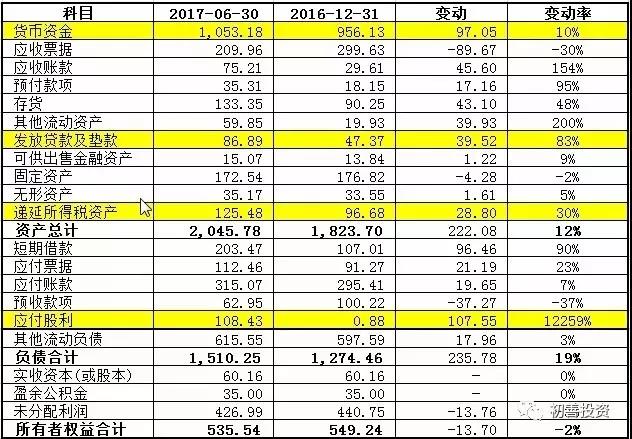 科目 2017-06-30 2016-12-31 变动 变动率
货币资金 1,053.18 956.13 97.05 10%
应收票据 209.96 299.63 -89.67 -30%
应收账款 75.21 29.61 45.60 154%
预付款项 35.31 18.15 17.16 95%
存货 133.35 90.25 43.10 48%
其他流动资产 59.85 19.93 39.93 200%
发放贷款及垫款 86.89 47.37 39.52 83%
可供出售金融资产 15.07 13.84 1.22 9%
固定资产 172.54 176.82 -4.28 -2%
无形资产 35.17 33.55 1.61 5%
递延所得税资产 125.48 96.68 28.80 30%
资产总计 2,045.78 1,823.70 222.08 12%
短期借款 203.47 107.01 96.46 90%
应付票据 112.46 91.27 21.19 23%
应付账款 315.07 295.41 19.65 7%
预收款项 62.95 100.22 -37.27 -37%
应付股利 108.43 0.88 107.55 12259%
其他流动负债 615.55 597.59 17.96 3%
负债合计 1,510.25 1,274.46 235.78 19%
实收资本(或股本) 60.16 60.16 - 0%
盈余公积金 35.00 35.00 - 0%
未分配利润 426.99 440.75 -13.76 -3%
所有者权益合计 535.54 549.24 -13.70 -2%
初善投资